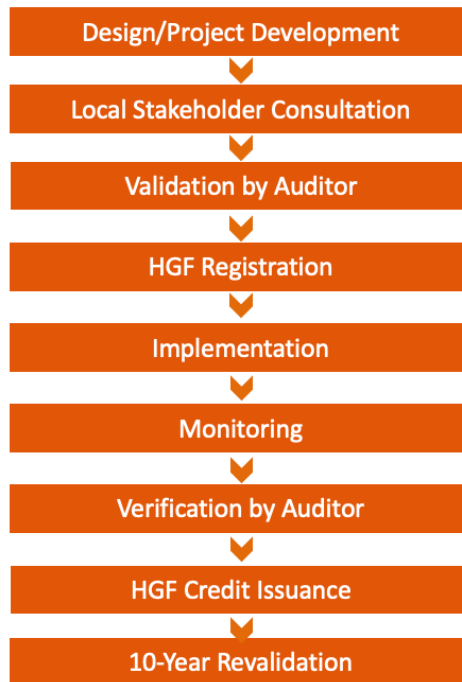 Design/Project Development
Local Stakeholder Consultation
Validation by Auditor
HGF Registration
Implementation
Monitoring
Verification by Auditor
HGF Credit Issuance
10-Year Revalidation